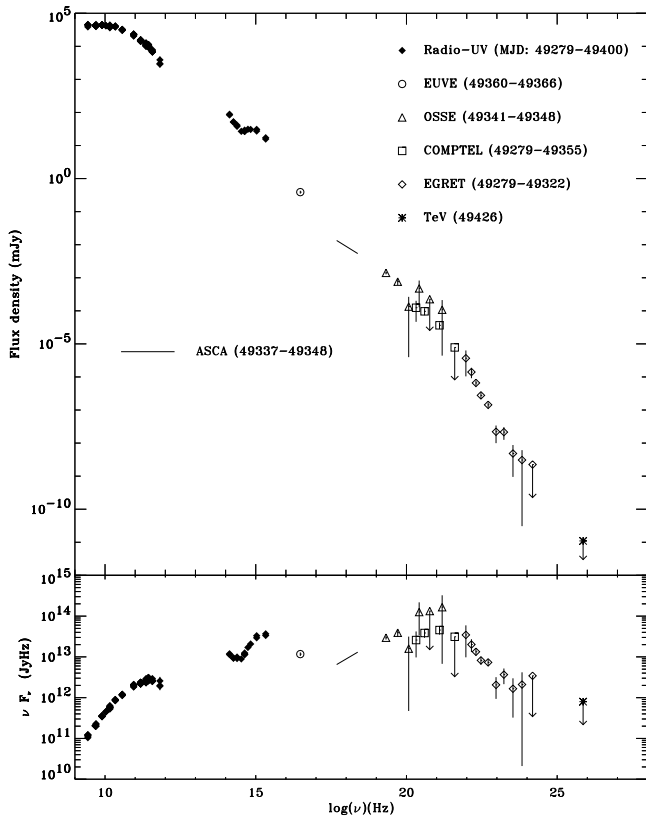 10^5
10^0
10^−5
10^−10
Flux density (mJy)
Radio−UV (MJD: 49279−49400)
EUVE (49360−49366)
OSSE (49341−49348)
COMPTEL (49279−49355)
EGRET (49279−49322)
TeV (49426)
ASCA (49337−49348)
10^15
10^14
10^13
10^12
10^11
10^10
ν F_ν (JyHz)
10
15
20
25
log(ν)(Hz)